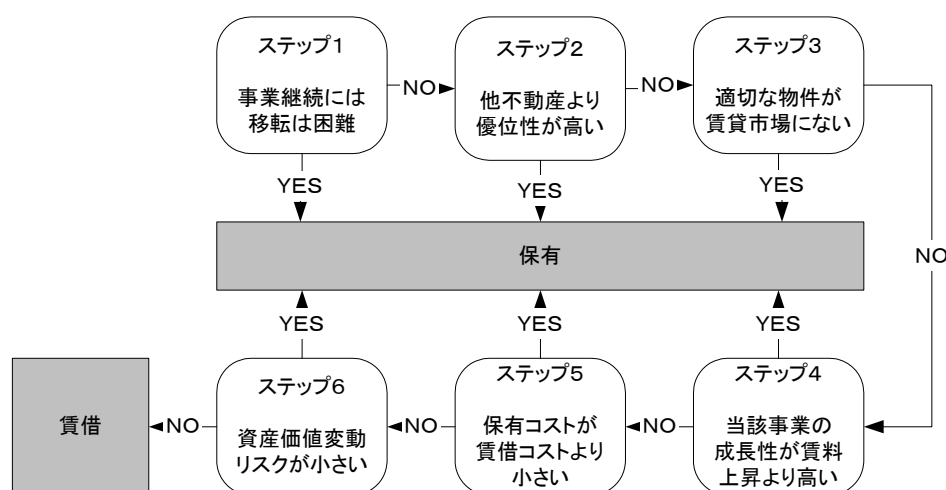 ステップ1
事業継続には
移転は困難
NO
ステップ2
他不動産より
優位性が高い
NO
ステップ3
適切な物件が
賃貸市場にない
YES
YES
YES
NO
保有
YES
YES
YES
賃借
NO
ステップ6
資産価値変動
リスクが小さい
NO
ステップ5
保有コストが
賃借コストより
小さい
NO
ステップ4
当該事業の
成長性が賃料
上昇より高い